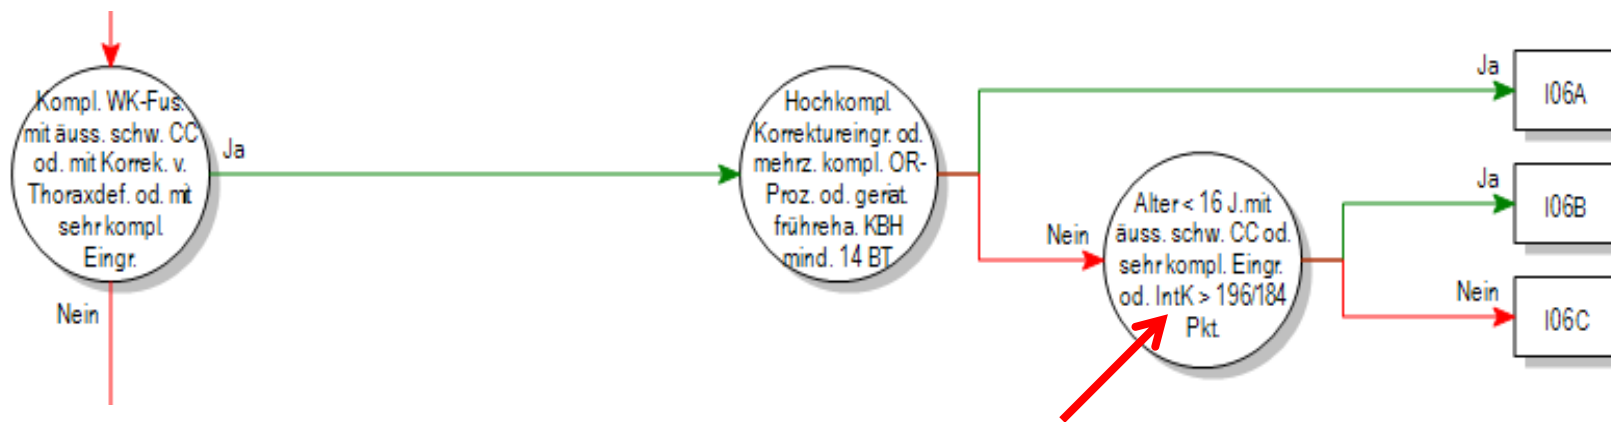 Kompl. WK-Fus.
mit äuss. schw. CC
od. mit Korrek. v.
Thoraxdef. od. mit
sehr kompl.
Eingr.
Ja
Nein
Hochkompl.
Korrektureingr. od.
mehrz. kompl. OR-
Proz. od. geriat.
frühreha. KBH
mind. 14 BT
Ja
I06A
Nein
Alter < 16 J.mit
äuss. schw. CC od.
sehr kompl. Eingr.
od. IntK > 196/184
Pkt.
Ja
I06B
Nein
I06C